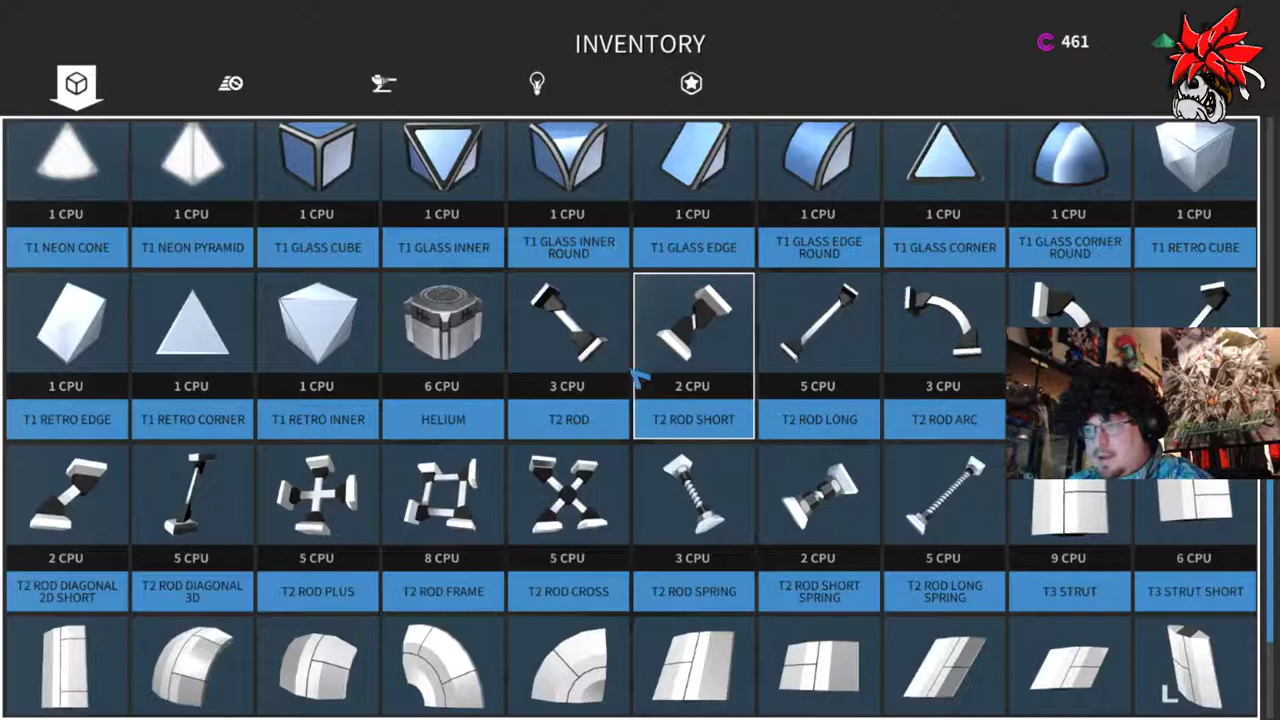 INVENTORY
461
1 CPU 1 CPU 1 CPU 1 CPU 1 CPU 1 CPU 1 CPU 1 CPU 1 CPU 1 CPU
T1 NEON CONE T1 NEON PYRAMID T1 GLASS CUBE T1 GLASS INNER T1 GLASS INNER ROUND T1 GLASS EDGE T1 GLASS EDGE ROUND T1 GLASS CORNER T1 GLASS CORNER ROUND T1 RETRO CUBE
He He
1 CPU 1 CPU 1 CPU 6 CPU 3 CPU 2 CPU 5 CPU 3 CPU
T1 RETRO EDGE T1 RETRO CORNER T1 RETRO INNER HELIUM T2 ROD T2 ROD SHORT T2 ROD LONG T2 ROD ARC
2 CPU 5 CPU 5 CPU 8 CPU 5 CPU 3 CPU 2 CPU 5 CPU 9 CPU 6 CPU
T2 ROD DIAGONAL 2D SHORT T2 ROD DIAGONAL 3D T2 ROD PLUS T2 ROD FRAME T2 ROD CROSS T2 ROD SPRING T2 ROD SHORT SPRING T2 ROD LONG SPRING T3 STRUT T3 STRUT SHORT
L